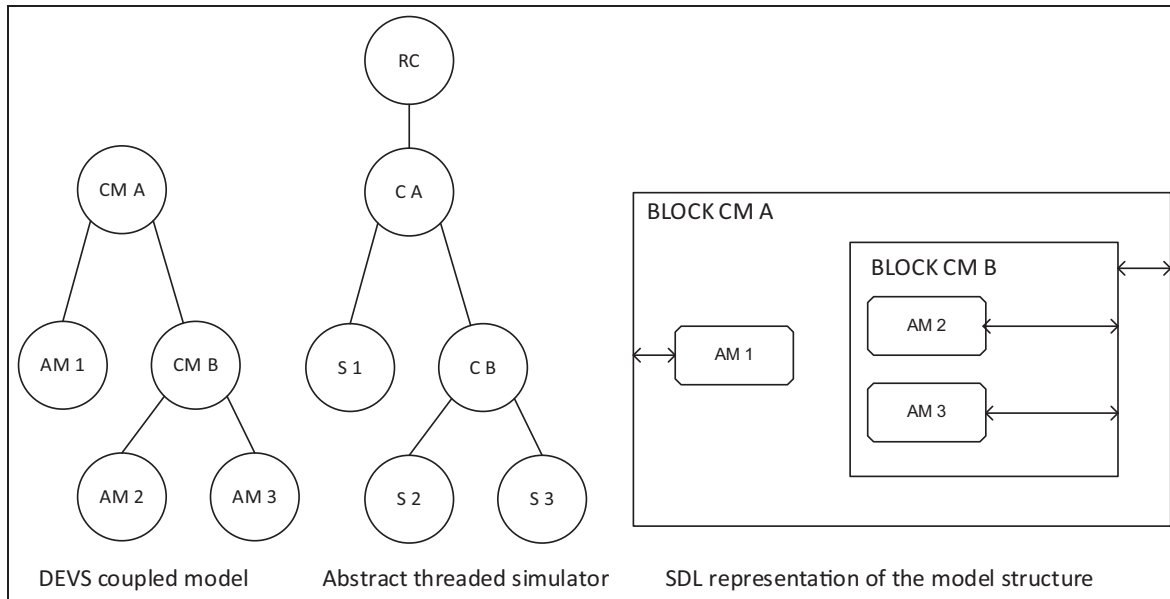 CM A
AM 1
CM B
AM 2
AM 3
DEVS coupled model
RC
C A
S 1
C B
S 2
S 3
Abstract threaded simulator
BLOCK CM A
BLOCK CM B
AM 1
AM 2
AM 3
SDL representation of the model structure